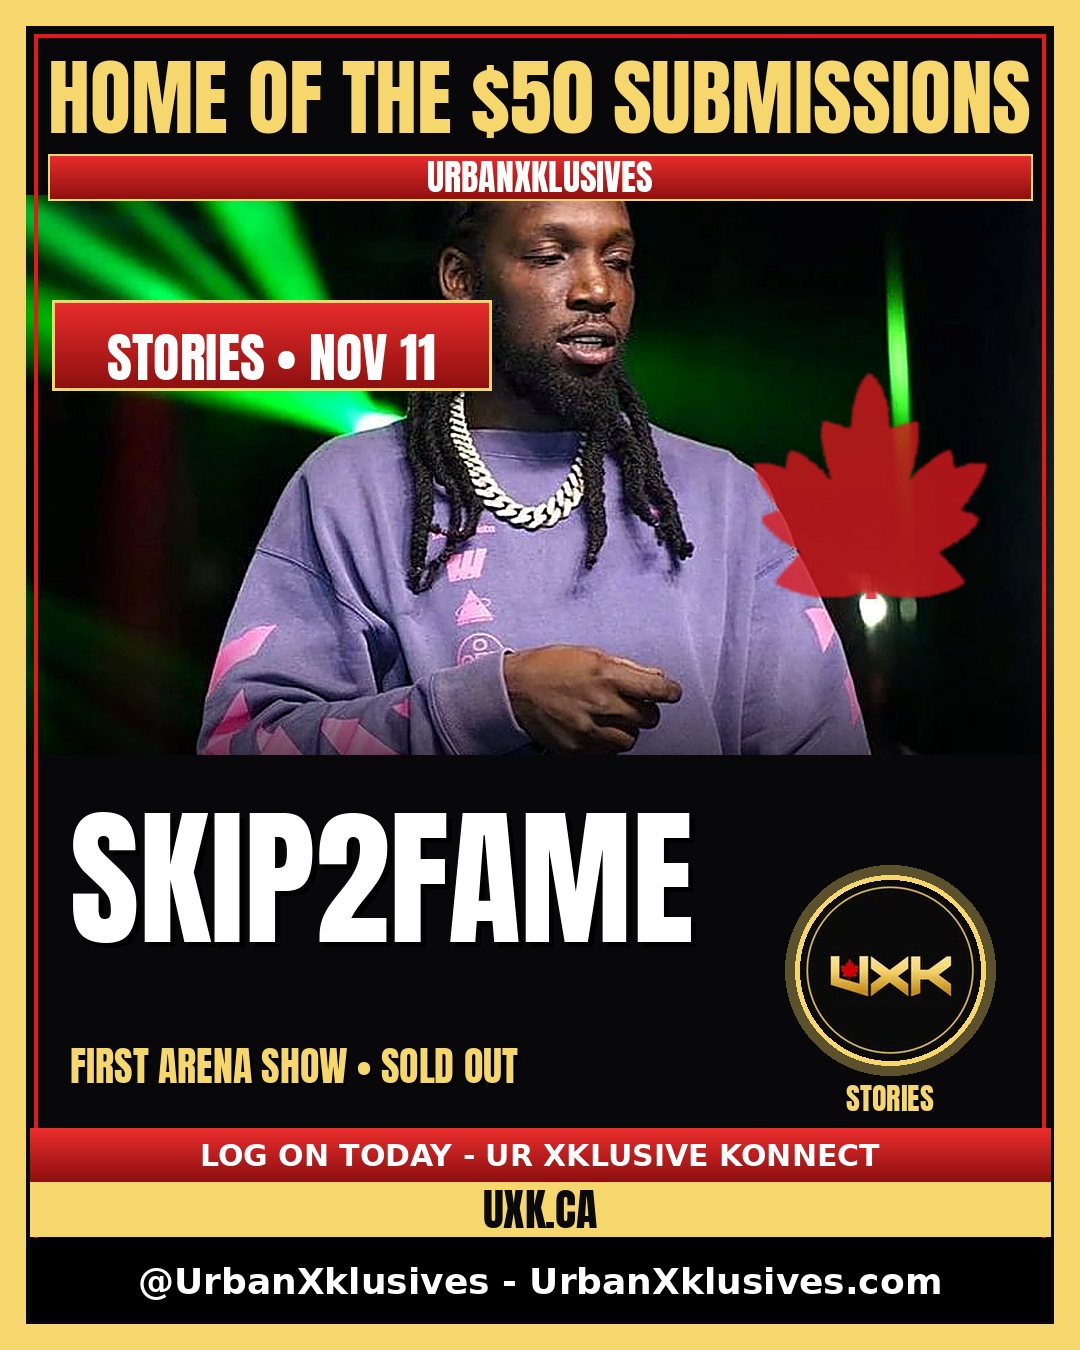 HOME OF THE $50 SUBMISSIONS
URBANXKLUSIVES
STORIES • NOV 11
SKIP2FAME
UXK
FIRST ARENA SHOW • SOLD OUT
STORIES
LOG ON TODAY - UR XKLUSIVE KONNECT
UXK.CA
@UrbanXklusives - UrbanXklusives.com